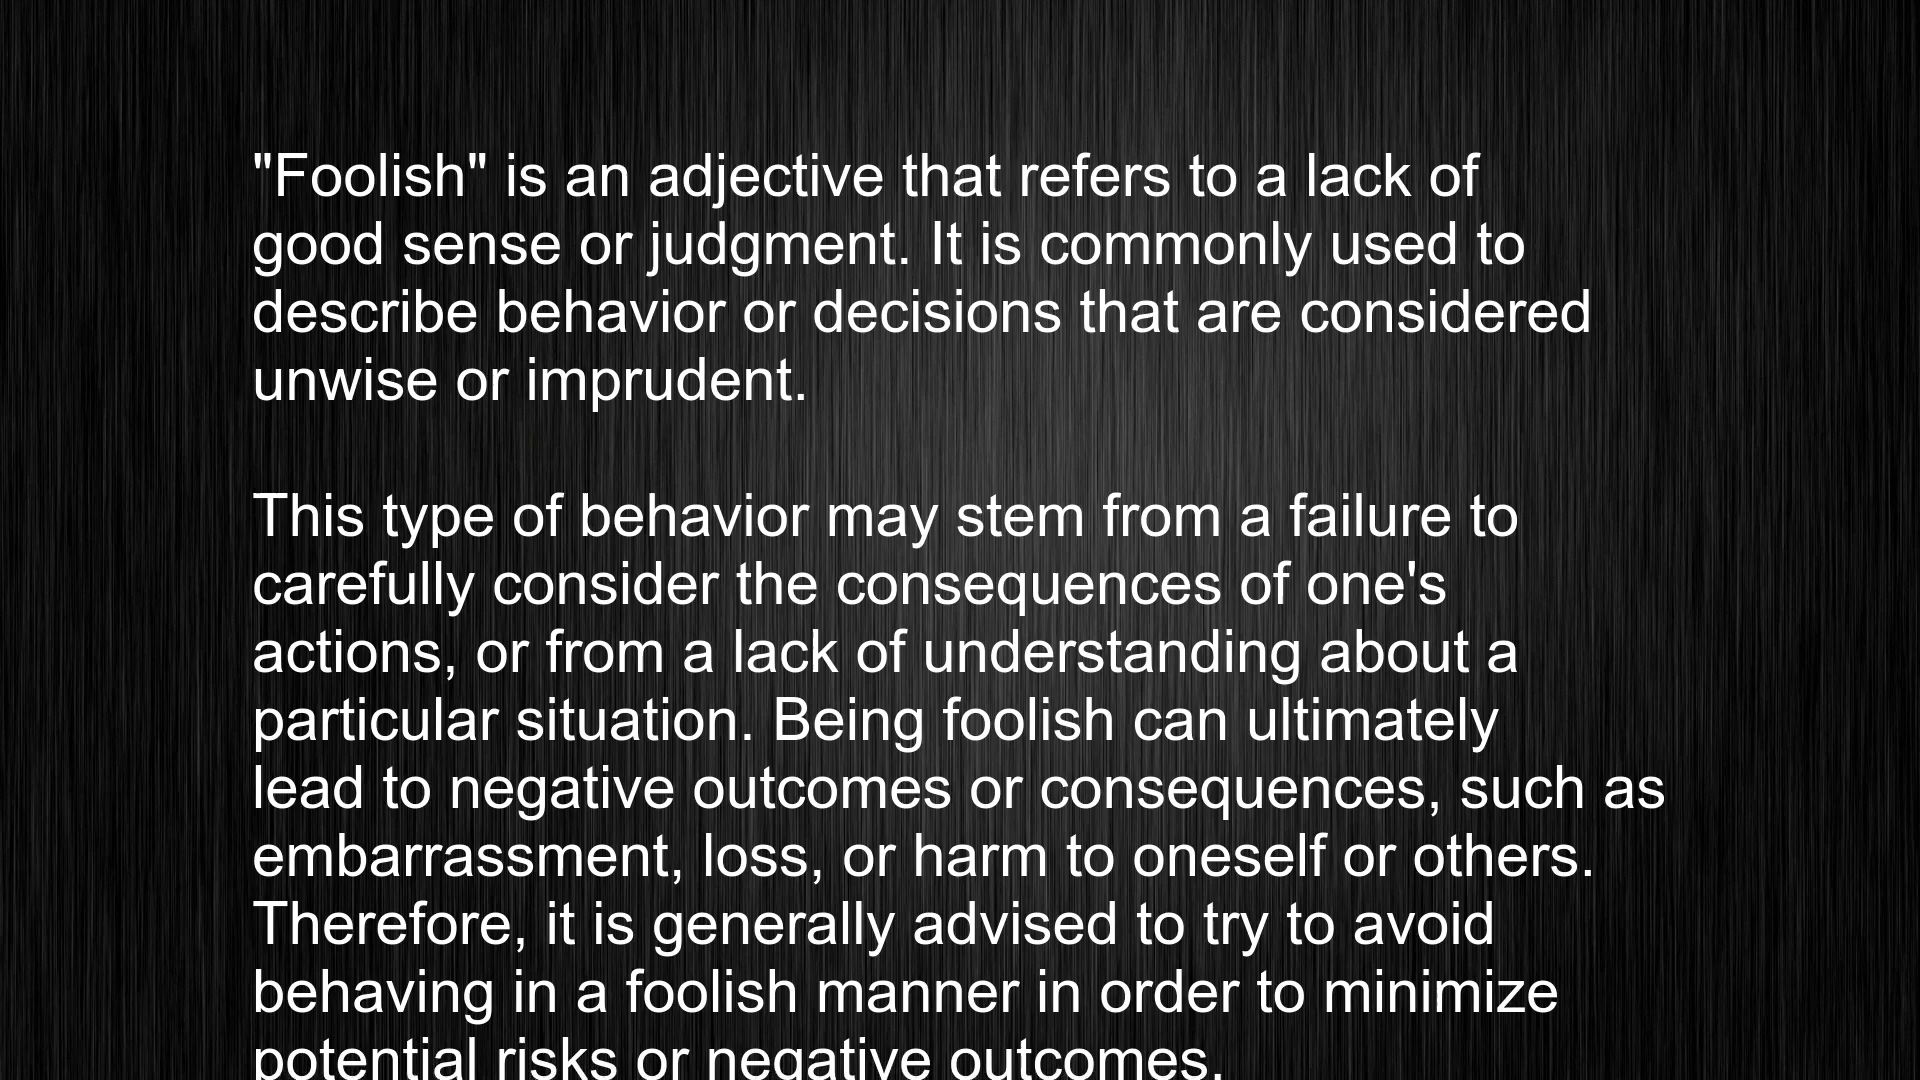 "Foolish" is an adjective that refers to a lack of
good sense or judgment. It is commonly used to
describe behavior or decisions that are considered
unwise or imprudent.
This type of behavior may stem from a failure to
carefully consider the consequences of one's
actions, or from a lack of understanding about a
particular situation. Being foolish can ultimately
lead to negative outcomes or consequences, such as
embarrassment, loss, or harm to oneself or others.
Therefore, it is generally advised to try to avoid
behaving in a foolish manner in order to minimize
potential risks or negative outcomes.